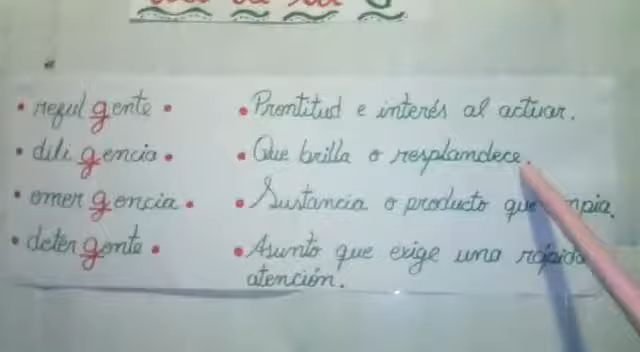 • refulgente • • Prontitud e interés al actuar.
• diligencia • • Que brilla o resplandece.
• emergencia • • Sustancia o producto que
• detergente • • Asunto que exige una rápida
atención.